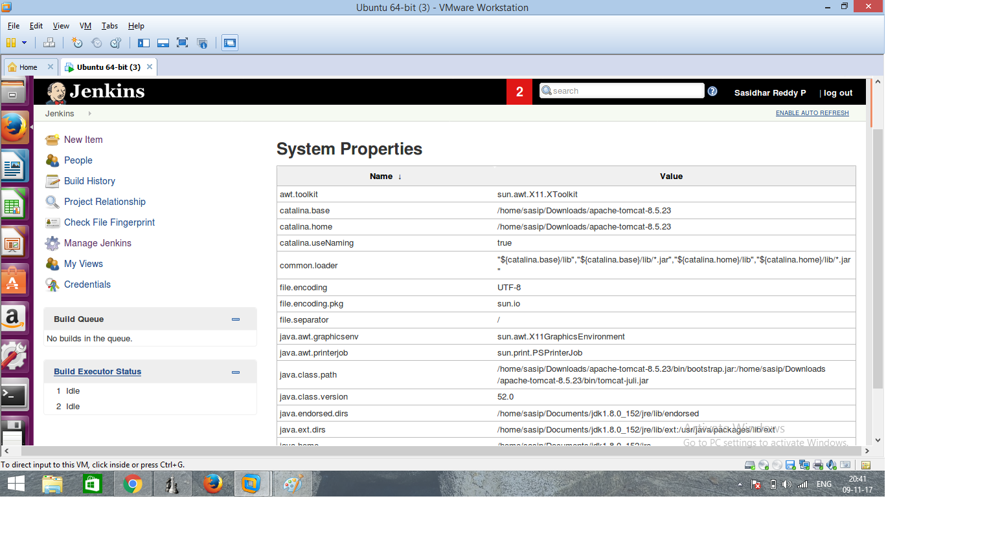 Ubuntu 64-bit (3) - VMware Workstation
File Edit View VM Tabs Help
Home
Ubuntu 64-bit (3)
Jenkins
2
search
Sasidhar Reddy P
| log out
Jenkins
ENABLE AUTO REFRESH
New Item
People
Build History
Project Relationship
Check File Fingerprint
Manage Jenkins
My Views
Credentials
Build Queue
No builds in the queue.
Build Executor Status
1 Idle
2 Idle
System Properties
Name ↓ Value
awt.toolkit sun.awt.X11.XToolkit
catalina.base /home/sasip/Downloads/apache-tomcat-8.5.23
catalina.home /home/sasip/Downloads/apache-tomcat-8.5.23
catalina.useNaming true
common.loader "${catalina.base}/lib","${catalina.base}/lib/*.jar","${catalina.home}/lib","${catalina.home}/lib/*.jar
"
file.encoding UTF-8
file.encoding.pkg sun.io
file.separator /
java.awt.graphicsenv sun.awt.X11GraphicsEnvironment
java.awt.printerjob sun.print.PSPrinterJob
java.class.path /home/sasip/Downloads/apache-tomcat-8.5.23/bin/bootstrap.jar:/home/sasip/Downloads
/apache-tomcat-8.5.23/bin/tomcat-juli.jar
java.class.version 52.0
java.endorsed.dirs /home/sasip/Documents/jdk1.8.0_152/jre/lib/endorsed
java.ext.dirs /home/sasip/Documents/jdk1.8.0_152/jre/lib/ext:/usr/java/packages/lib/ext
java.home /home/sasip/Documents/jdk1.8.0_152/jre
Activate Windows
Go to PC settings to activate Windows.
To direct input to this VM, click inside or press Ctrl+G.
ENG
20:41
09-11-17